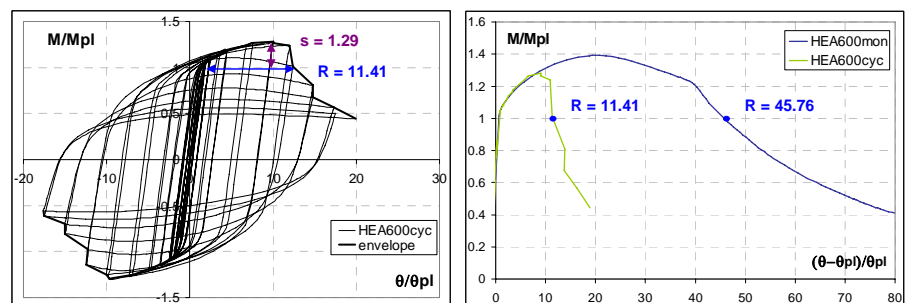 1.5
M/Mpl
s = 1.29
R = 11.41
0.5
0
-20
-10
0
10
20
30
-0.5
HEA600cyc
envelope
θ/θpl
-1.5
1.6
M/Mpl
HEA600mon
HEA600cyc
1.4
1.2
R = 11.41
R = 45.76
1
0.8
0.6
0.4
0.2
(θ−θpl)/θpl
0
0
10
20
30
40
50
60
70
80